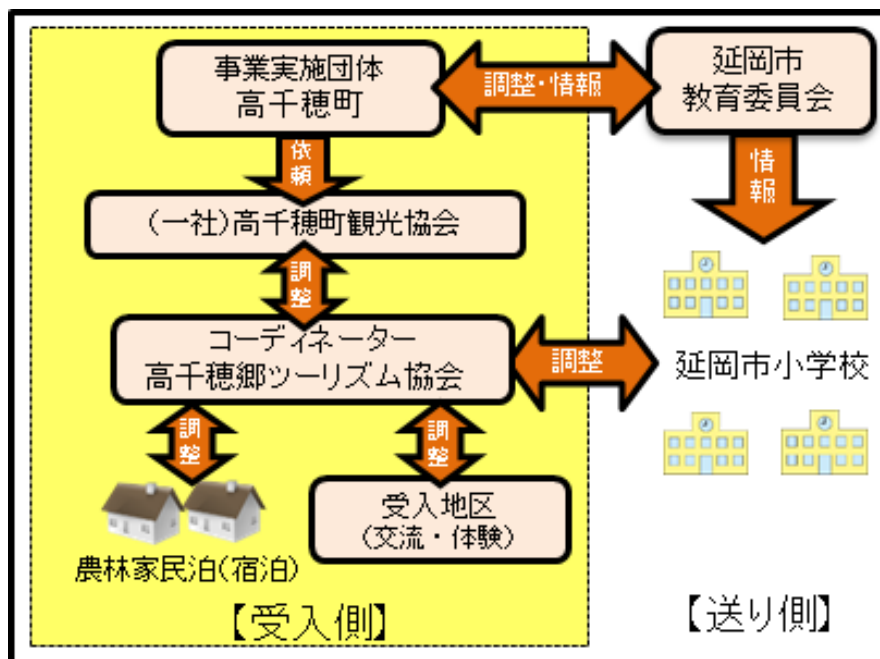 事業実施団体
高千穂町
調整・情報
延岡市
教育委員会
依頼
情報
(一社)高千穂町観光協会
調整
コーディネーター
高千穂郷ツーリズム協会
調整
延岡市小学校
調整
調整
受入地区
(交流・体験)
農林家民泊(宿泊)
【受入側】
【送り側】